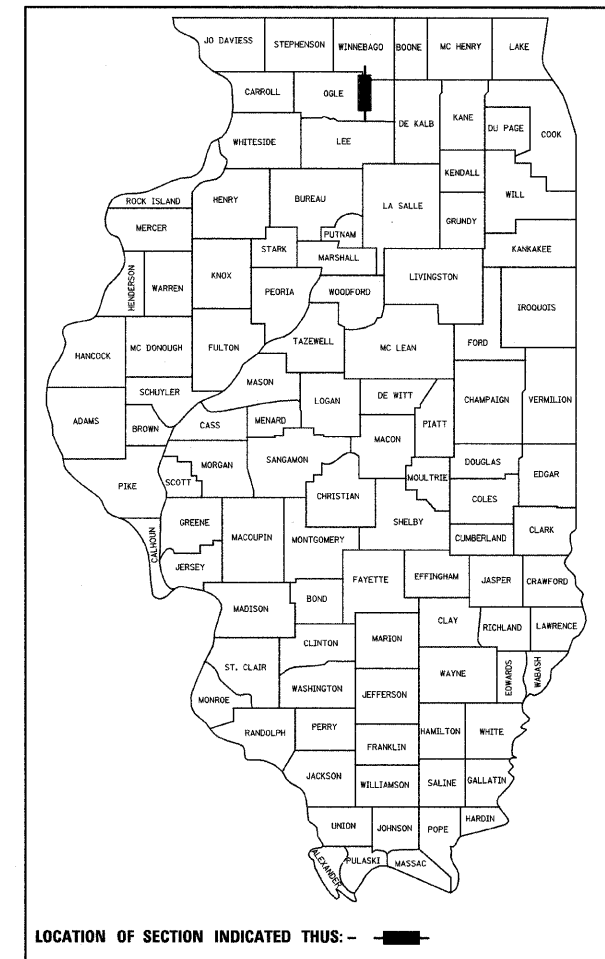 JO DAVIESS STEPHENSON WINNEBAGO BOONE MC HENRY LAKE
CARROLL OGLE DE KALB KANE DU PAGE COOK
WHITESIDE LEE
KENDALL WILL
ROCK ISLAND HENRY BUREAU LA SALLE GRUNDY
MERCER PUTNAM
STARK MARSHALL KANKAKEE
HENDERSON WARREN KNOX PEORIA WOODFORD LIVINGSTON
IROQUOIS
HANCOCK MC DONOUGH FULTON TAZEWELL MC LEAN FORD
SCHUYLER MASON LOGAN DE WITT CHAMPAIGN VERMILION
ADAMS BROWN CASS MENARD MACON PIATT
PIKE SCOTT MORGAN SANGAMON MOULTRIE DOUGLAS EDGAR
CHRISTIAN COLES
CALHOUN GREENE MACOUPIN MONTGOMERY SHELBY CUMBERLAND CLARK
JERSEY FAYETTE EFFINGHAM JASPER CRAWFORD
MADISON BOND
CLAY RICHLAND LAWRENCE
CLINTON MARION
ST. CLAIR WAYNE EDWARDS WABASH
WASHINGTON JEFFERSON
MONROE
RANDOLPH PERRY HAMILTON WHITE
FRANKLIN
JACKSON WILLIAMSON SALINE GALLATIN
UNION JOHNSON POPE HARDIN
ALEXANDER PULASKI MASSAC
LOCATION OF SECTION INDICATED THUS: -